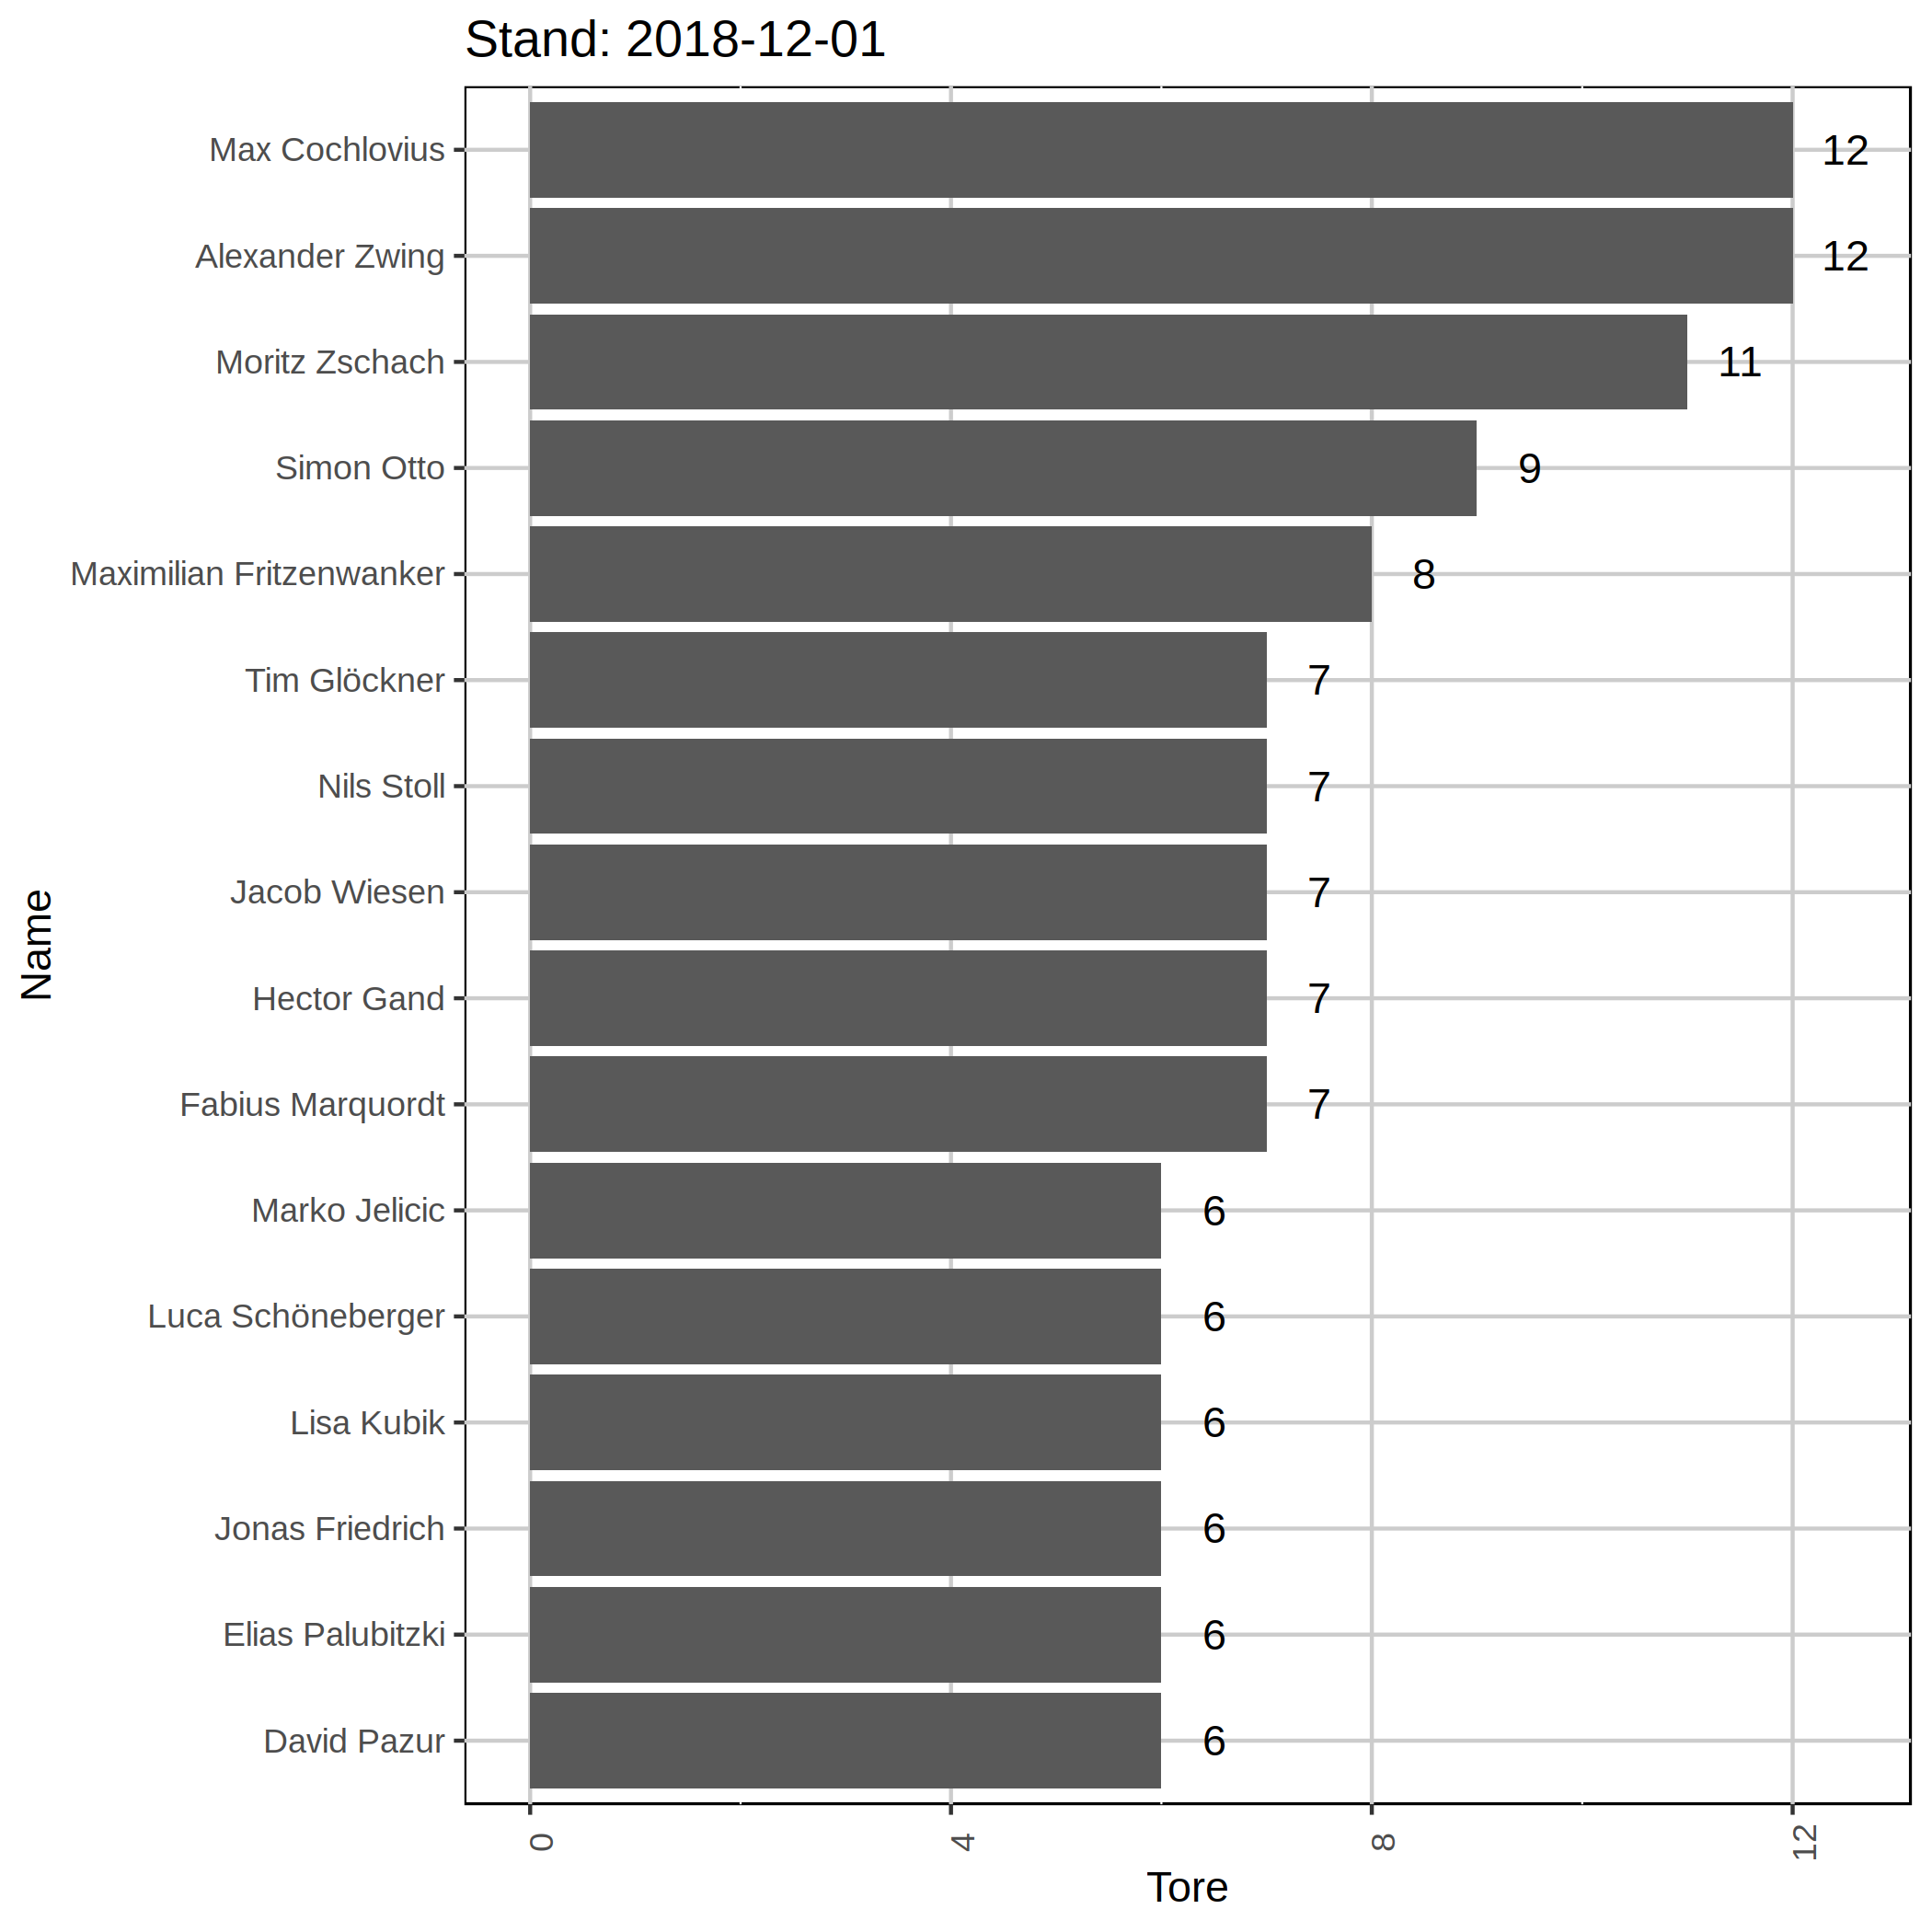 Stand: 2018-12-01
Max Cochlovius 12
Alexander Zwing 12
Moritz Zschach 11
Simon Otto 9
Maximilian Fritzenwanker 8
Tim Glöckner 7
Nils Stoll 7
Jacob Wiesen 7
Hector Gand 7
Fabius Marquordt 7
Marko Jelicic 6
Luca Schöneberger 6
Lisa Kubik 6
Jonas Friedrich 6
Elias Palubitzki 6
David Pazur 6
Name
0 4 8 12
Tore